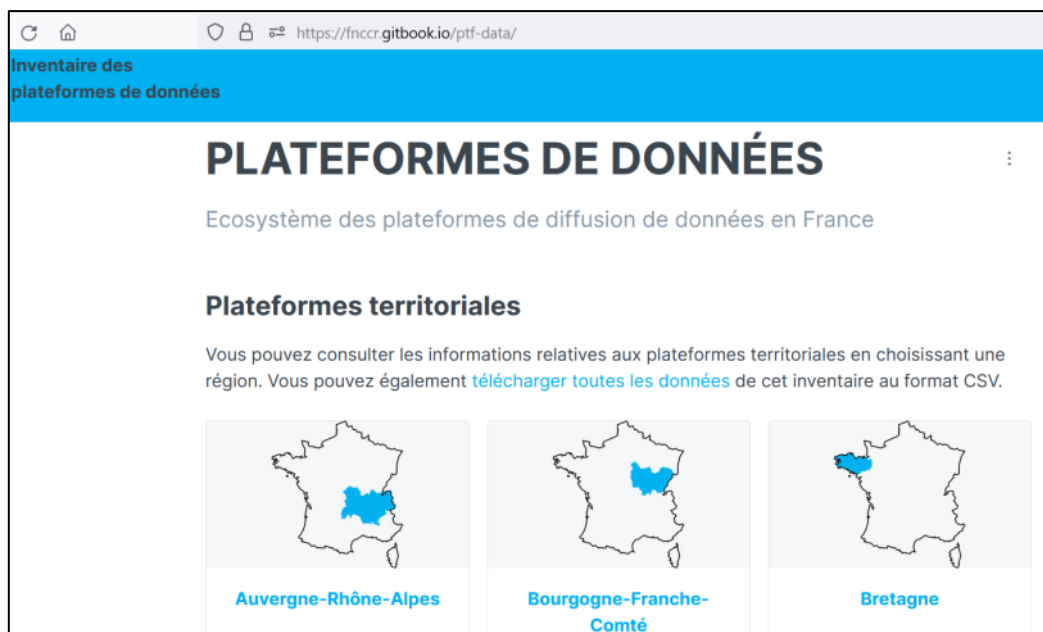 https://fnccr.gitbook.io/ptf-data/
Inventaire des
plateformes de données
PLATEFORMES DE DONNÉES
Ecosystème des plateformes de diffusion de données en France
Plateformes territoriales
Vous pouvez consulter les informations relatives aux plateformes territoriales en choisissant une
région. Vous pouvez également télécharger toutes les données de cet inventaire au format CSV.
Auvergne-Rhône-Alpes
Bourgogne-Franche-
Comté
Bretagne